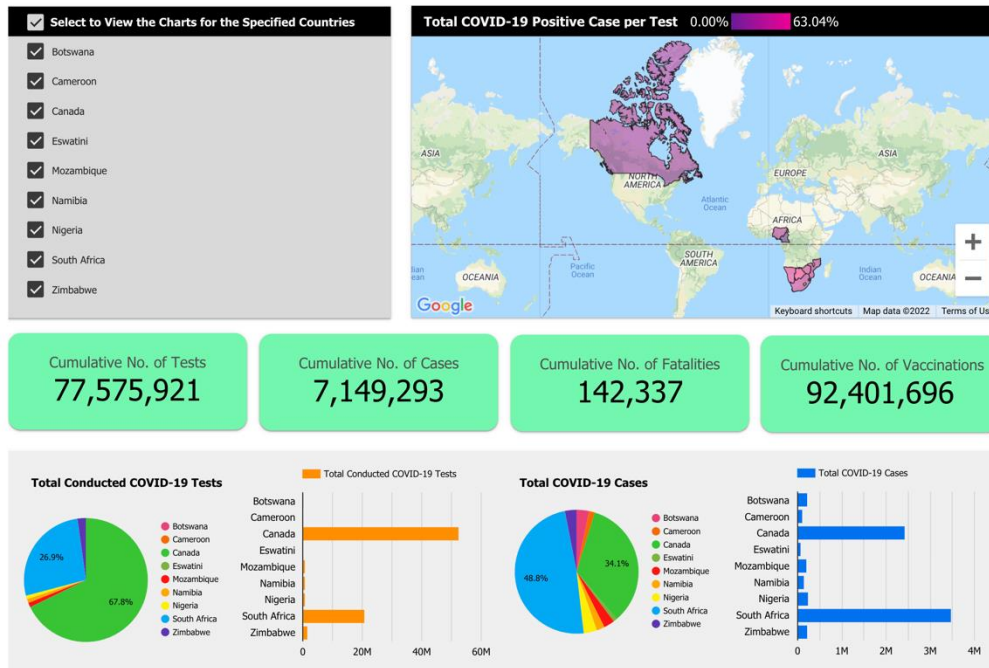 Select to View the Charts for the Specified Countries
Botswana
Cameroon
Canada
Eswatini
Mozambique
Namibia
Nigeria
South Africa
Zimbabwe
Total COVID-19 Positive Case per Test 0.00% 63.04%
ASIA
NORTH
AMERICA
Atlantic
Ocean
EUROPE
ASIA
AFRICA
SOUTH
AMERICA
Pacific
Ocean
OCEANIA
Indian
Ocean
OCEANIA
+
−
Google
Keyboard shortcuts Map data ©2022 Terms of Us
Cumulative No. of Tests
77,575,921
Cumulative No. of Cases
7,149,293
Cumulative No. of Fatalities
142,337
Cumulative No. of Vaccinations
92,401,696
Total Conducted COVID-19 Tests
26.9%
67.8%
Botswana
Cameroon
Canada
Eswatini
Mozambique
Namibia
Nigeria
South Africa
Zimbabwe
Total Conducted COVID-19 Tests
Botswana
Cameroon
Canada
Eswatini
Mozambique
Namibia
Nigeria
South Africa
Zimbabwe
0 20M 40M 60M
Total COVID-19 Cases
48.8%
34.1%
Botswana
Cameroon
Canada
Eswatini
Mozambique
Namibia
Nigeria
South Africa
Zimbabwe
Total COVID-19 Cases
Botswana
Cameroon
Canada
Eswatini
Mozambique
Namibia
Nigeria
South Africa
Zimbabwe
0 1M 2M 3M 4M